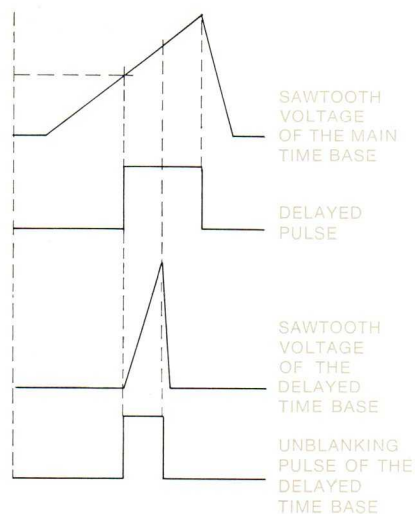 SAWTOOTH
VOLTAGE
OF THE MAIN
TIME BASE
DELAYED
PULSE
SAWTOOTH
VOLTAGE
OF THE
DELAYED
TIME BASE
UNBLANKING
PULSE OF THE
DELAYED
TIME BASE